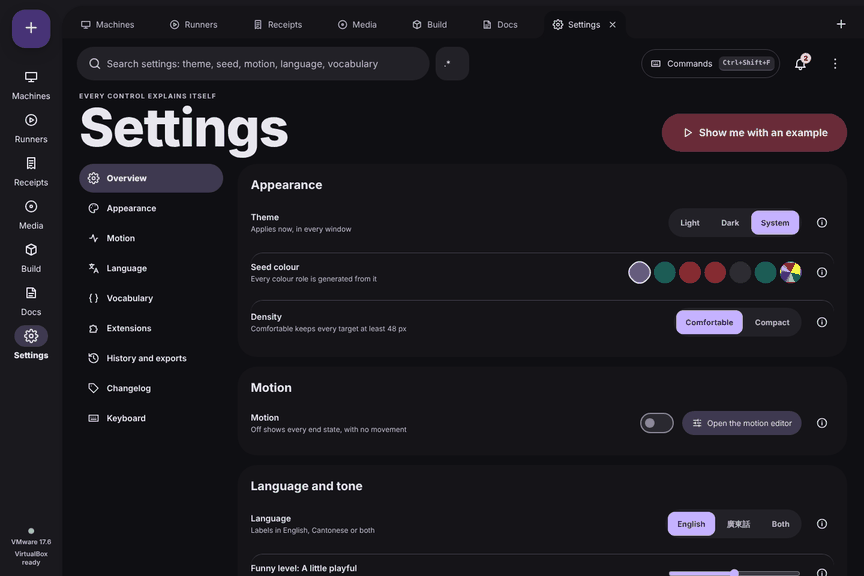 Machines
Runners
Receipts
Media
Build
Docs
Settings
Machines
Runners
Receipts
Media
Build
Docs
Settings
VMware 17.6
VirtualBox
ready
Search settings: theme, seed, motion, language, vocabulary
.*
Commands
Ctrl+Shift+F
2
EVERY CONTROL EXPLAINS ITSELF
Settings
Show me with an example
Overview
Appearance
Motion
Language
Vocabulary
Extensions
History and exports
Changelog
Keyboard
Appearance
Theme
Applies now, in every window
Light
Dark
System
Seed colour
Every colour role is generated from it
Density
Comfortable keeps every target at least 48 px
Comfortable
Compact
Motion
Motion
Off shows every end state, with no movement
Open the motion editor
Language and tone
Language
Labels in English, Cantonese or both
English
廣東話
Both
Funny level: A little playful